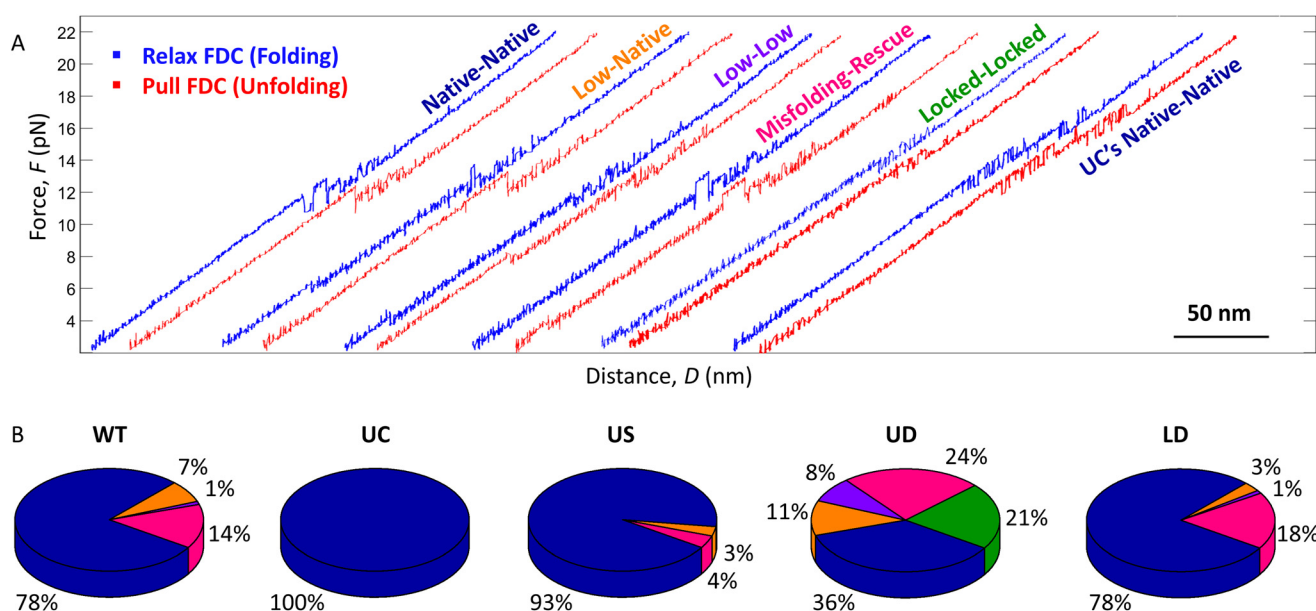 A
Relax FDC (Folding)
Pull FDC (Unfolding)
Native-Native
Low-Native
Low-Low
Misfolding-Rescue
Locked-Locked
UC's Native-Native
Force, F (pN)
22
20
18
16
14
12
10
8
6
4
50 nm
Distance, D (nm)
B
WT
UC
US
UD
LD
7%
1%
14%
78%
100%
3%
4%
93%
24%
8%
11%
21%
36%
3%
1%
18%
78%